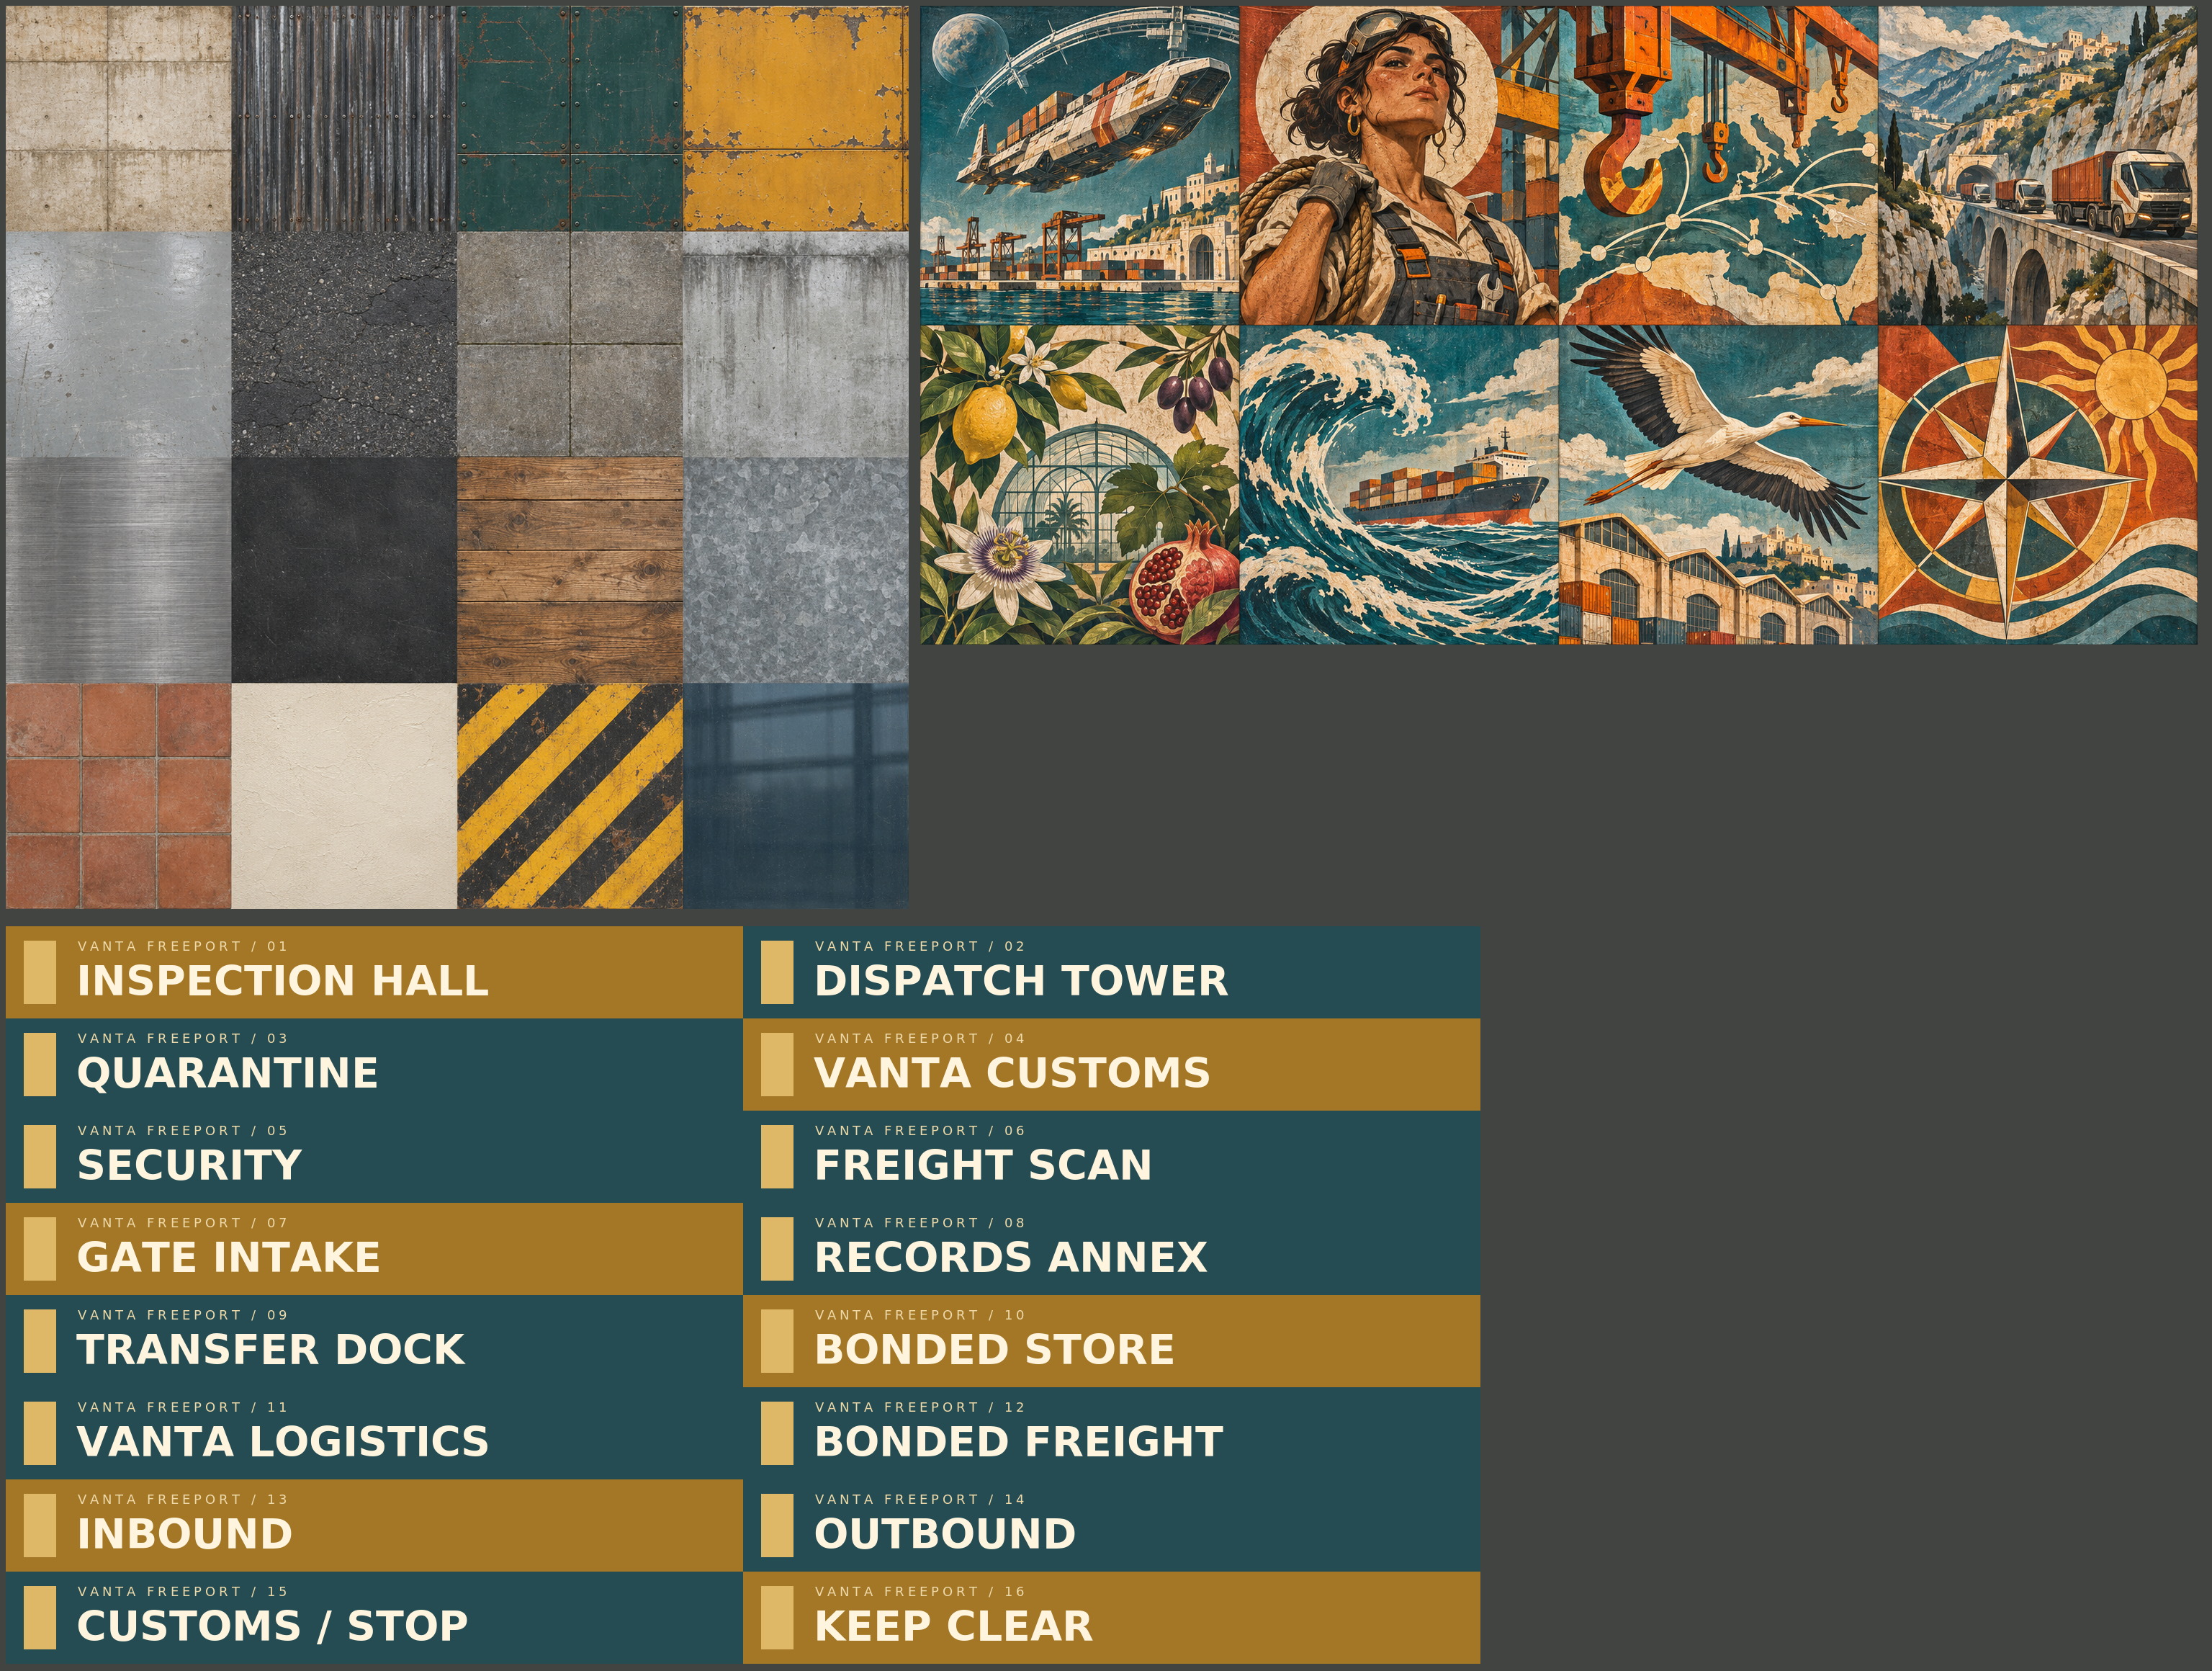 VANTA FREEPORT / 01
INSPECTION HALL
VANTA FREEPORT / 02
DISPATCH TOWER
VANTA FREEPORT / 03
QUARANTINE
VANTA FREEPORT / 04
VANTA CUSTOMS
VANTA FREEPORT / 05
SECURITY
VANTA FREEPORT / 06
FREIGHT SCAN
VANTA FREEPORT / 07
GATE INTAKE
VANTA FREEPORT / 08
RECORDS ANNEX
VANTA FREEPORT / 09
TRANSFER DOCK
VANTA FREEPORT / 10
BONDED STORE
VANTA FREEPORT / 11
VANTA LOGISTICS
VANTA FREEPORT / 12
BONDED FREIGHT
VANTA FREEPORT / 13
INBOUND
VANTA FREEPORT / 14
OUTBOUND
VANTA FREEPORT / 15
CUSTOMS / STOP
VANTA FREEPORT / 16
KEEP CLEAR